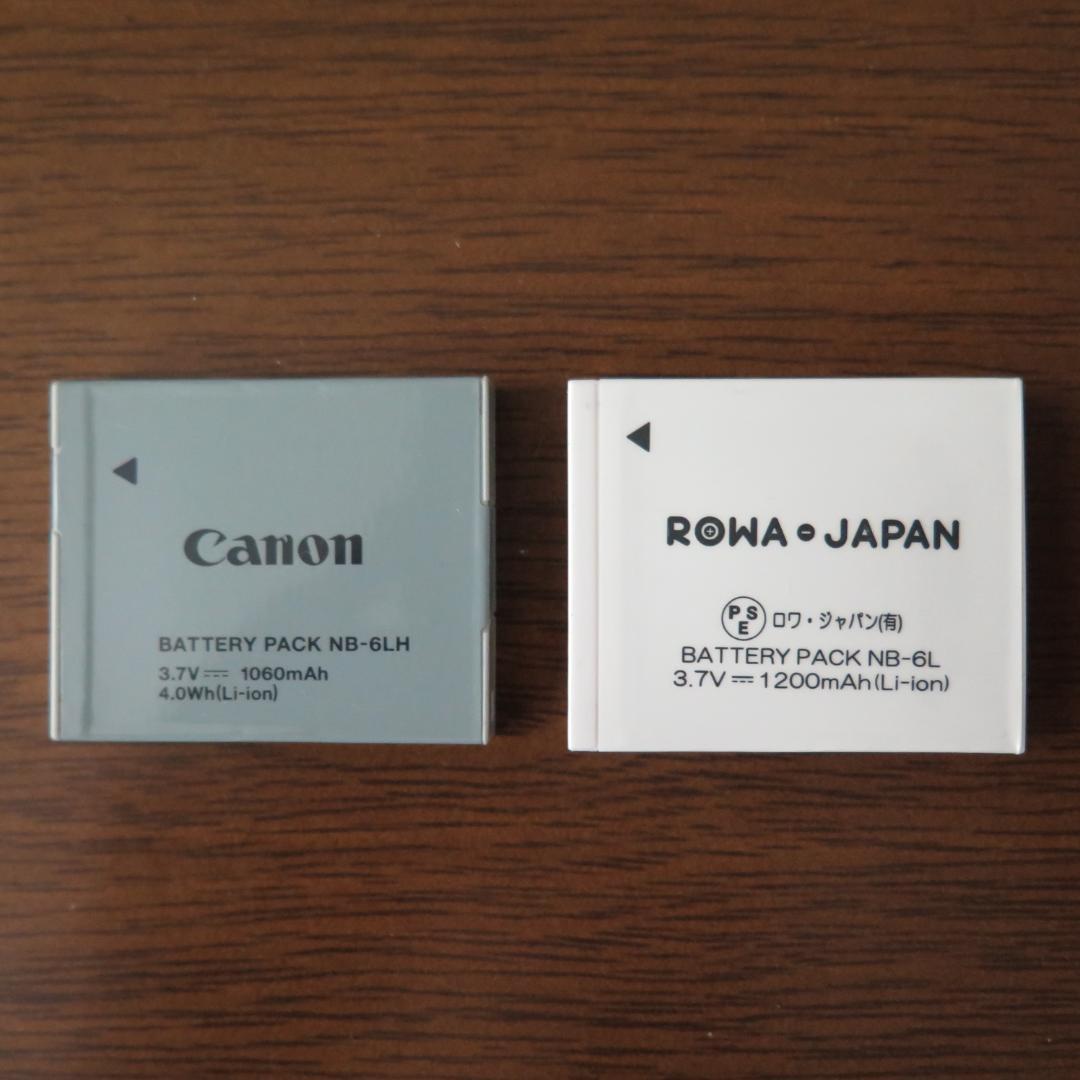 Canon
BATTERY PACK NB-6LH
3.7V⎓ 1060mAh
4.0Wh(Li-ion)
ROWA JAPAN
PSE ロワ・ジャパン(有)
BATTERY PACK NB-6L
3.7V⎓1200mAh(Li-ion)